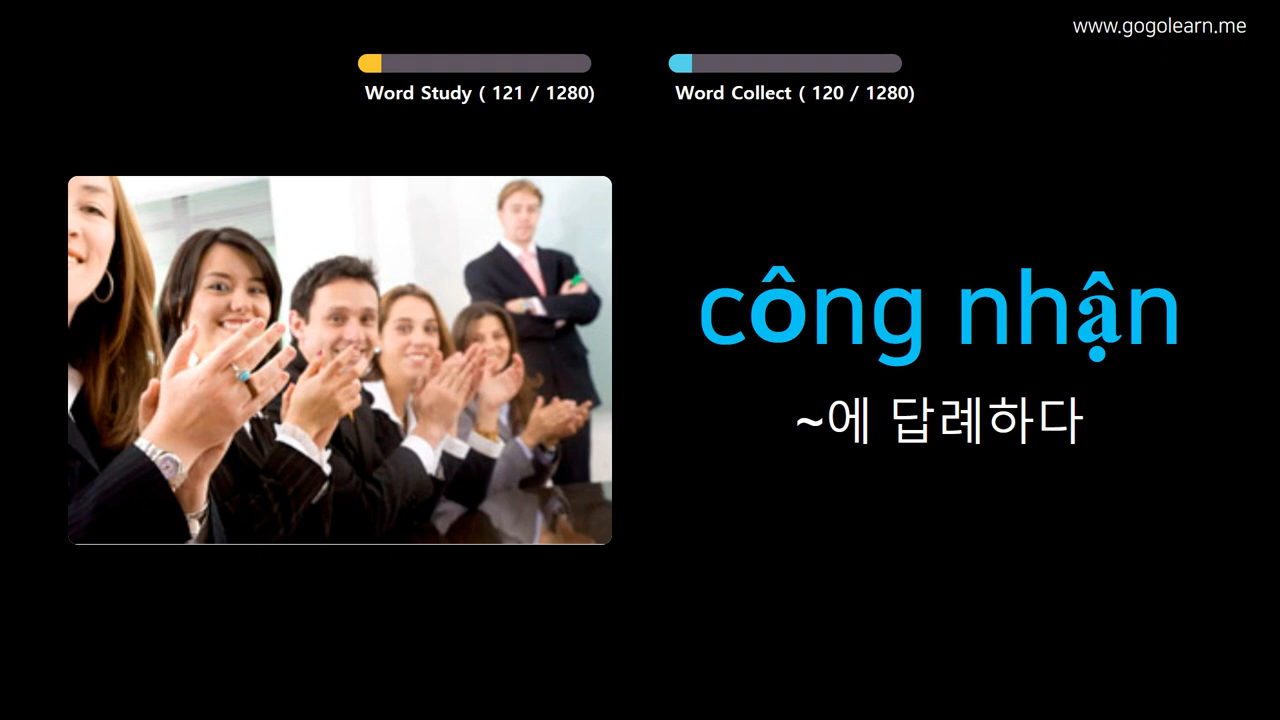 www.gogolearn.me
Word Study ( 121 / 1280)
Word Collect ( 120 / 1280)
công nhận
~에 답례하다